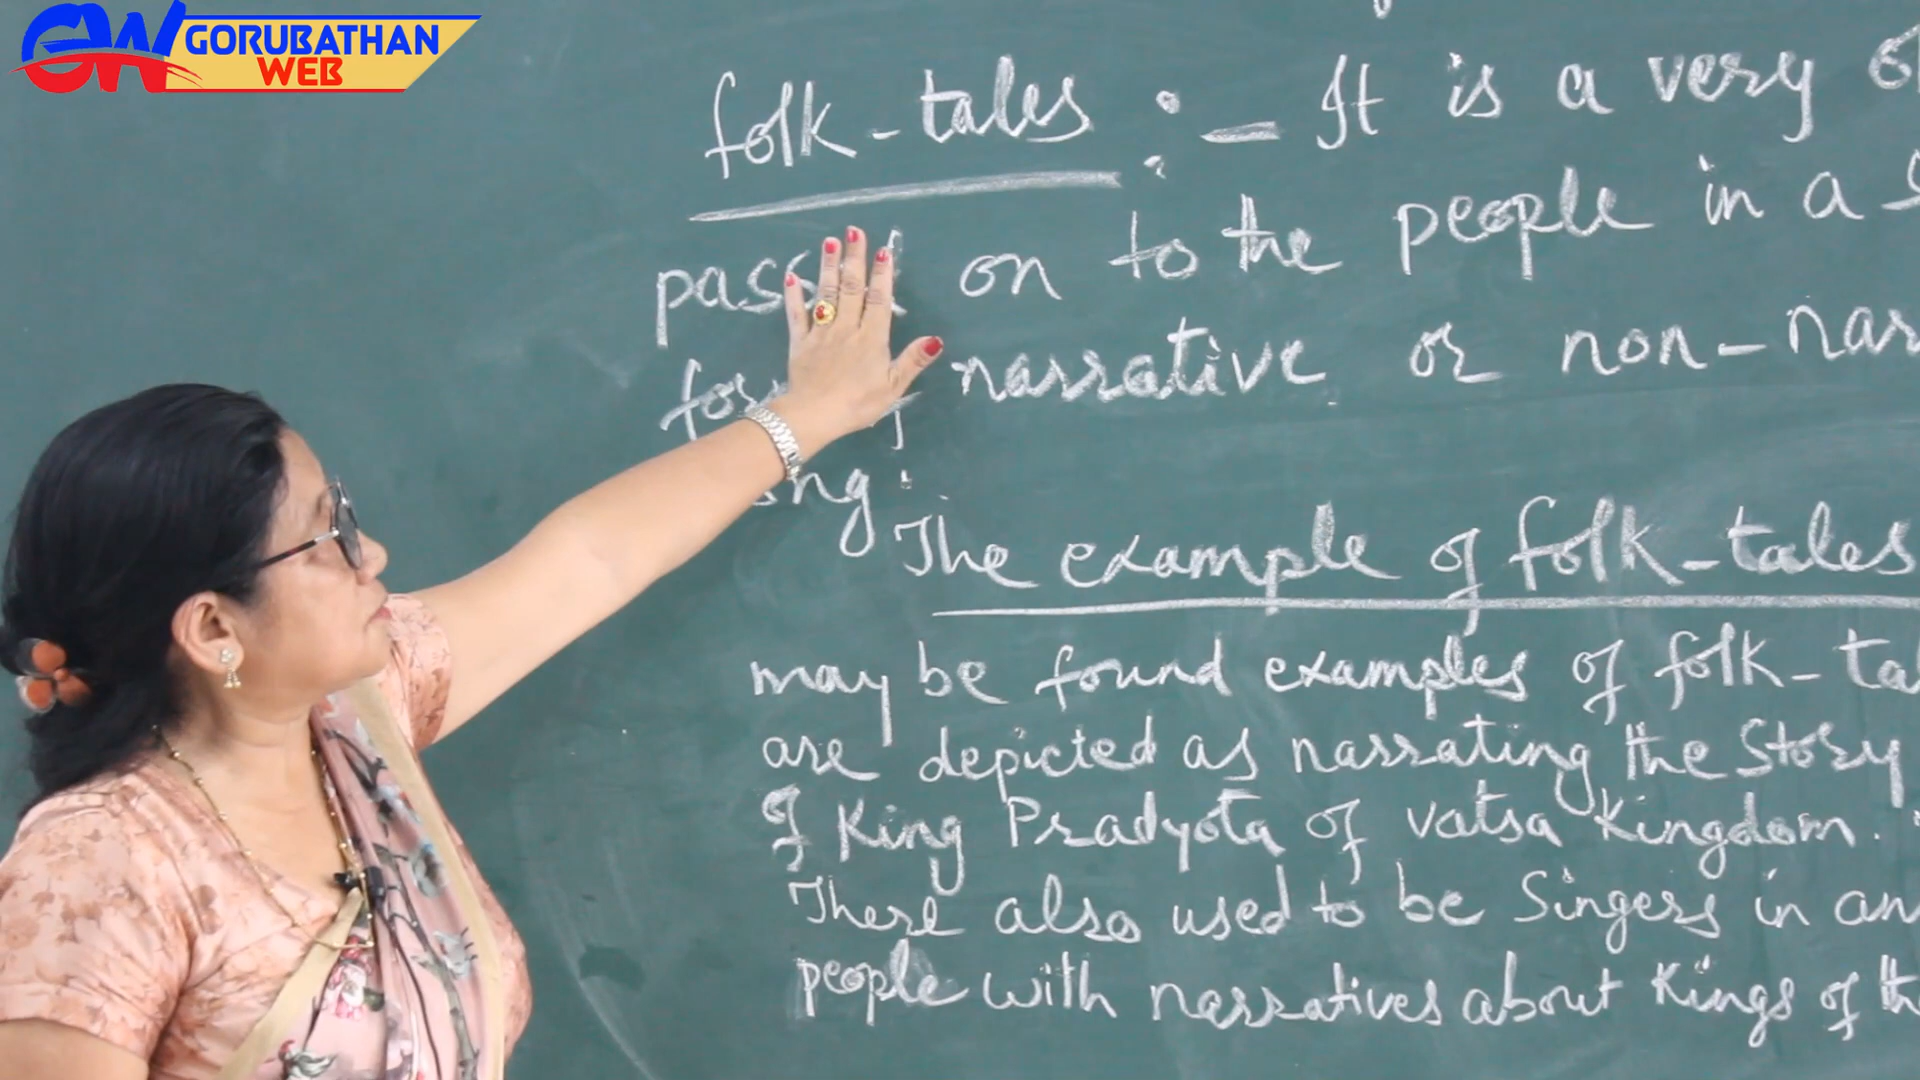 GW GORUBATHAN
WEB
folk-tales :- It is a very
on to the people in a
narrative or non-nar
The example of folk-tales
may be found examples of folk-ta
are depicted as narrating the Story
of King Pradyota of vatsa Kingdom.
There also used to be Singers in an
people with narratives about Kings of th